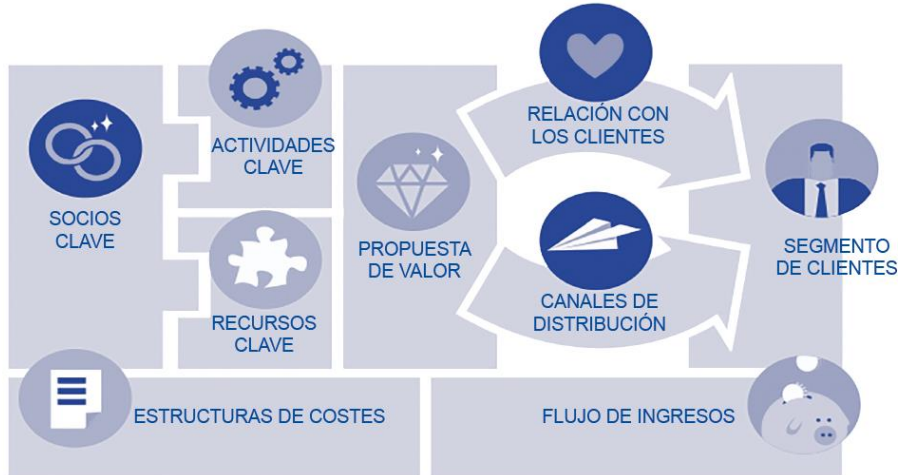 SOCIOS
CLAVE
ACTIVIDADES
CLAVE
RECURSOS
CLAVE
PROPUESTA
DE VALOR
RELACIÓN CON
LOS CLIENTES
CANALES DE
DISTRIBUCIÓN
SEGMENTO
DE CLIENTES
ESTRUCTURAS DE COSTES
FLUJO DE INGRESOS